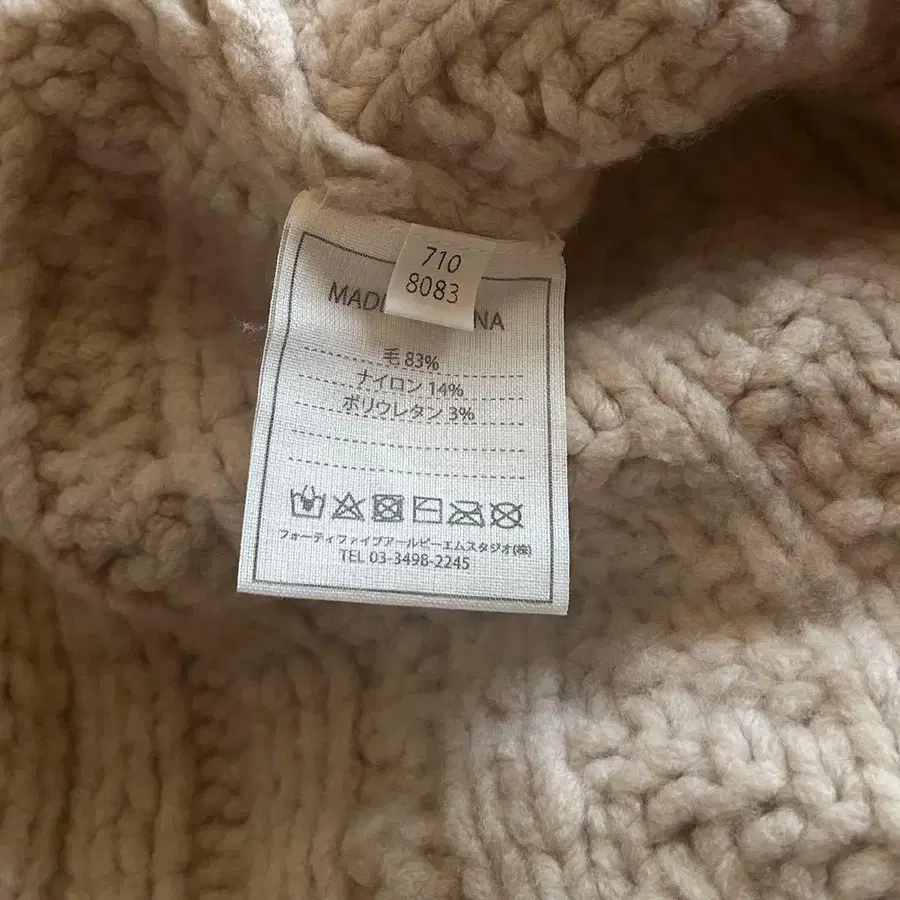 710
8083
MAD NA
毛 83%
ナイロン 14%
ポリウレタン 3%
フォーティファイブアールピーエムスタジオ(株)
TEL 03-3498-2245